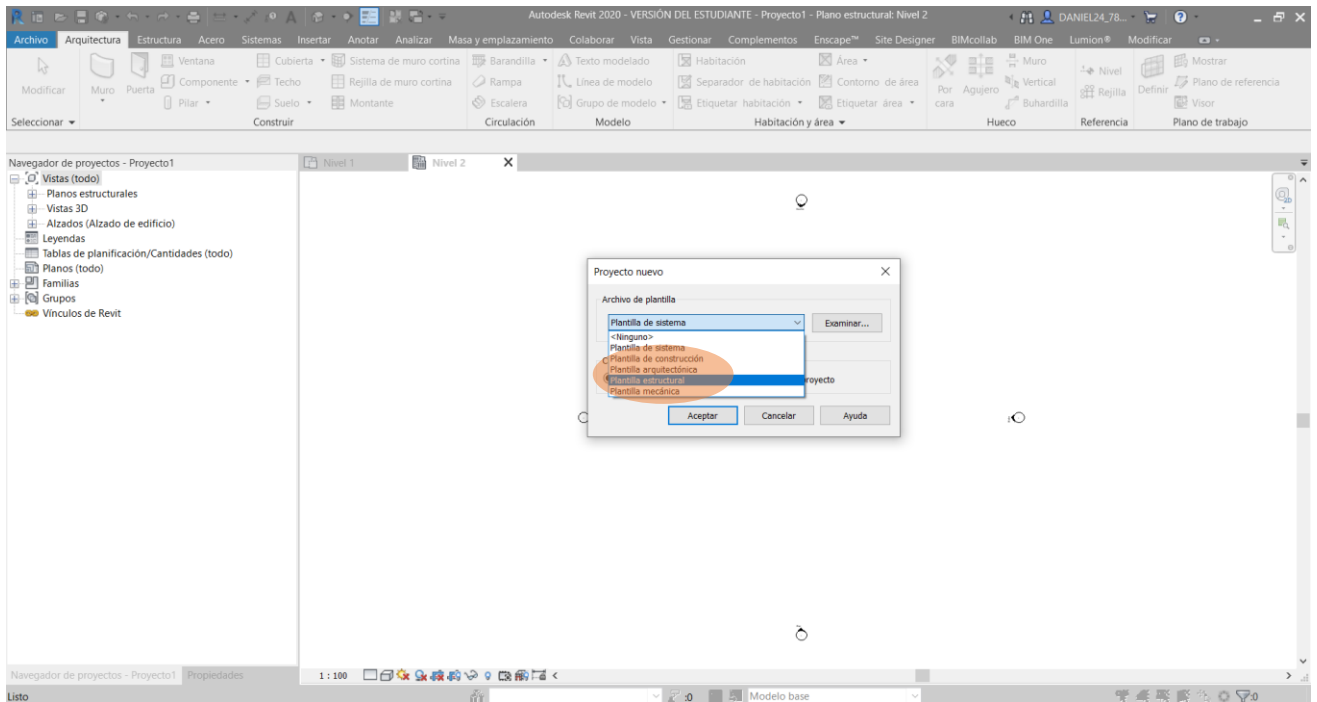 Autodesk Revit 2020 - VERSIÓN DEL ESTUDIANTE - Proyecto1 - Plano estructural: Nivel 2
DANIEL24_78...
Archivo Arquitectura Estructura Acero Sistemas Insertar Anotar Analizar Masa y emplazamiento Colaborar Vista Gestionar Complementos Enscape™ Site Designer BIMcollab BIM One Lumion® Modificar
Modificar
Muro
Puerta
Ventana
Componente
Pilar
Cubierta
Techo
Suelo
Sistema de muro cortina
Rejilla de muro cortina
Montante
Barandilla
Rampa
Escalera
Texto modelado
Línea de modelo
Grupo de modelo
Habitación
Separador de habitación
Etiquetar habitación
Área
Contorno de área
Etiquetar área
Por cara
Agujero
Muro
Vertical
Buhardilla
Nivel
Rejilla
Definir
Mostrar
Plano de referencia
Visor
Seleccionar Construir Circulación Modelo Habitación y área Hueco Referencia Plano de trabajo
Navegador de proyectos - Proyecto1
Nivel 1 Nivel 2
Vistas (todo)
Planos estructurales
Vistas 3D
Alzados (Alzado de edificio)
Leyendas
Tablas de planificación/Cantidades (todo)
Planos (todo)
Familias
Grupos
Vínculos de Revit
Proyecto nuevo
Archivo de plantilla
Plantilla de sistema
Examinar...
<Ninguno>
Plantilla de sistema
Plantilla de construcción
Plantilla arquitectónica
Plantilla estructural
Plantilla mecánica
royecto
Aceptar Cancelar Ayuda
Navegador de proyectos - Proyecto1 Propiedades
1 : 100
Listo
:0
Modelo base
:0